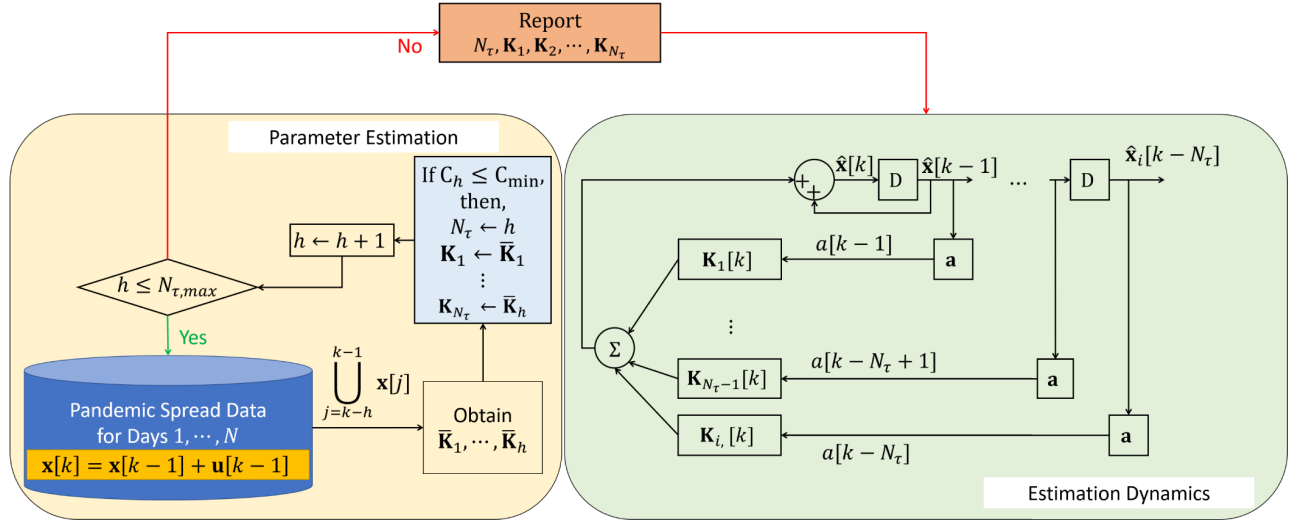 Report
N_τ, K_1, K_2, ⋯, K_{N_τ}
No
Parameter Estimation
If C_h ≤ C_min,
then,
N_τ ← h
K_1 ← K̄_1
⋮
K_{N_τ} ← K̄_h
h ← h + 1
h ≤ N_{τ,max}
Yes
Pandemic Spread Data
for Days 1, ⋯, N
x[k] = x[k − 1] + u[k − 1]
⋃_{j=k−h}^{k−1} x[j]
Obtain
K̄_1, ⋯, K̄_h
+
+
x̂[k]
D
x̂[k − 1]
⋯
D
x̂_i[k − N_τ]
K_1[k]
a[k − 1]
a
⋮
Σ
K_{N_τ−1}[k]
a[k − N_τ + 1]
a
K_{i,}[k]
a[k − N_τ]
a
Estimation Dynamics